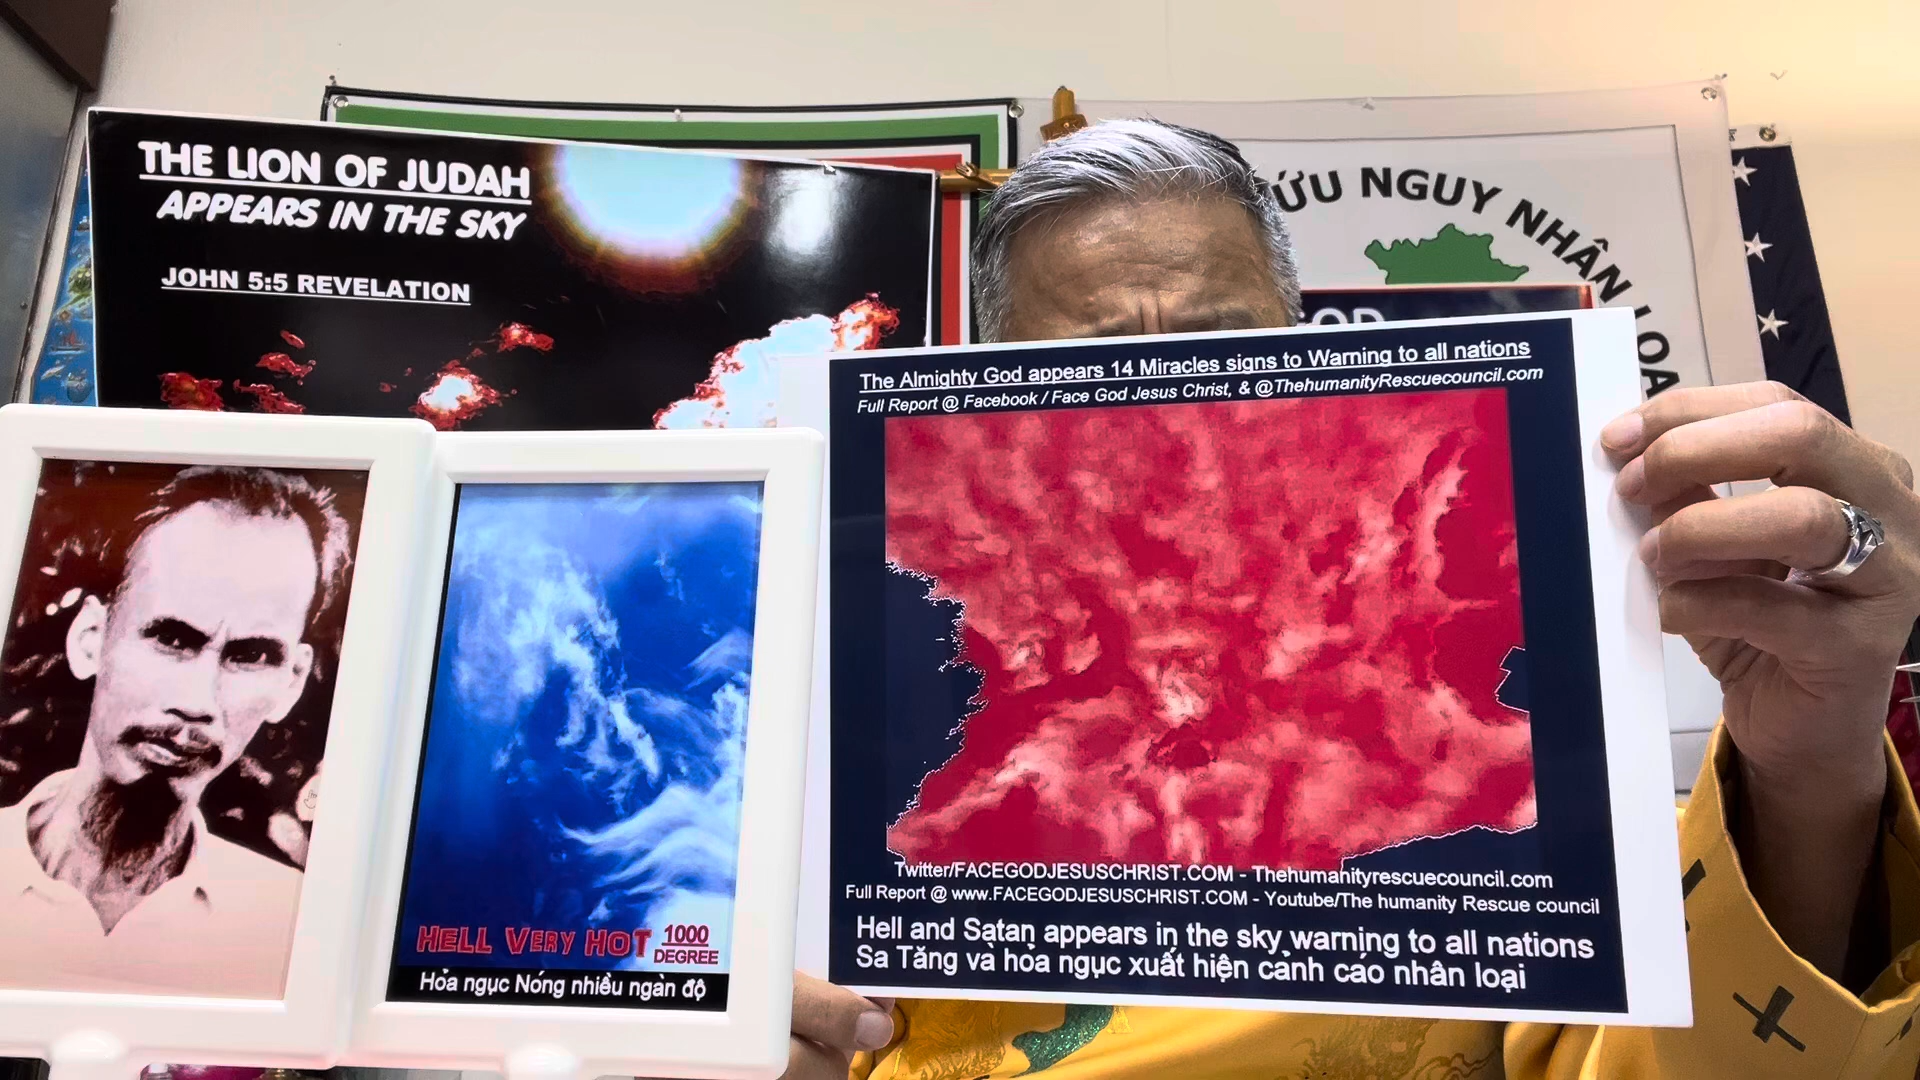 THE LION OF JUDAH
APPEARS IN THE SKY
JOHN 5:5 REVELATION
ỨU NGUY NHÂN LOA
The Almighty God appears 14 Miracles signs to Warning to all nations
Full Report @ Facebook / Face God Jesus Christ, & @ThehumanityRescuecouncil.com
Twitter/FACEGODJESUSCHRIST.COM - Thehumanityrescuecouncil.com
Full Report @ www.FACEGODJESUSCHRIST.COM - Youtube/The humanity Rescue council
Hell and Satan appears in the sky warning to all nations
Sa Tăng và hỏa ngục xuất hiện cảnh cáo nhân loại
HELL VERY HOT 1000 DEGREE
Hỏa ngục Nóng nhiều ngàn độ